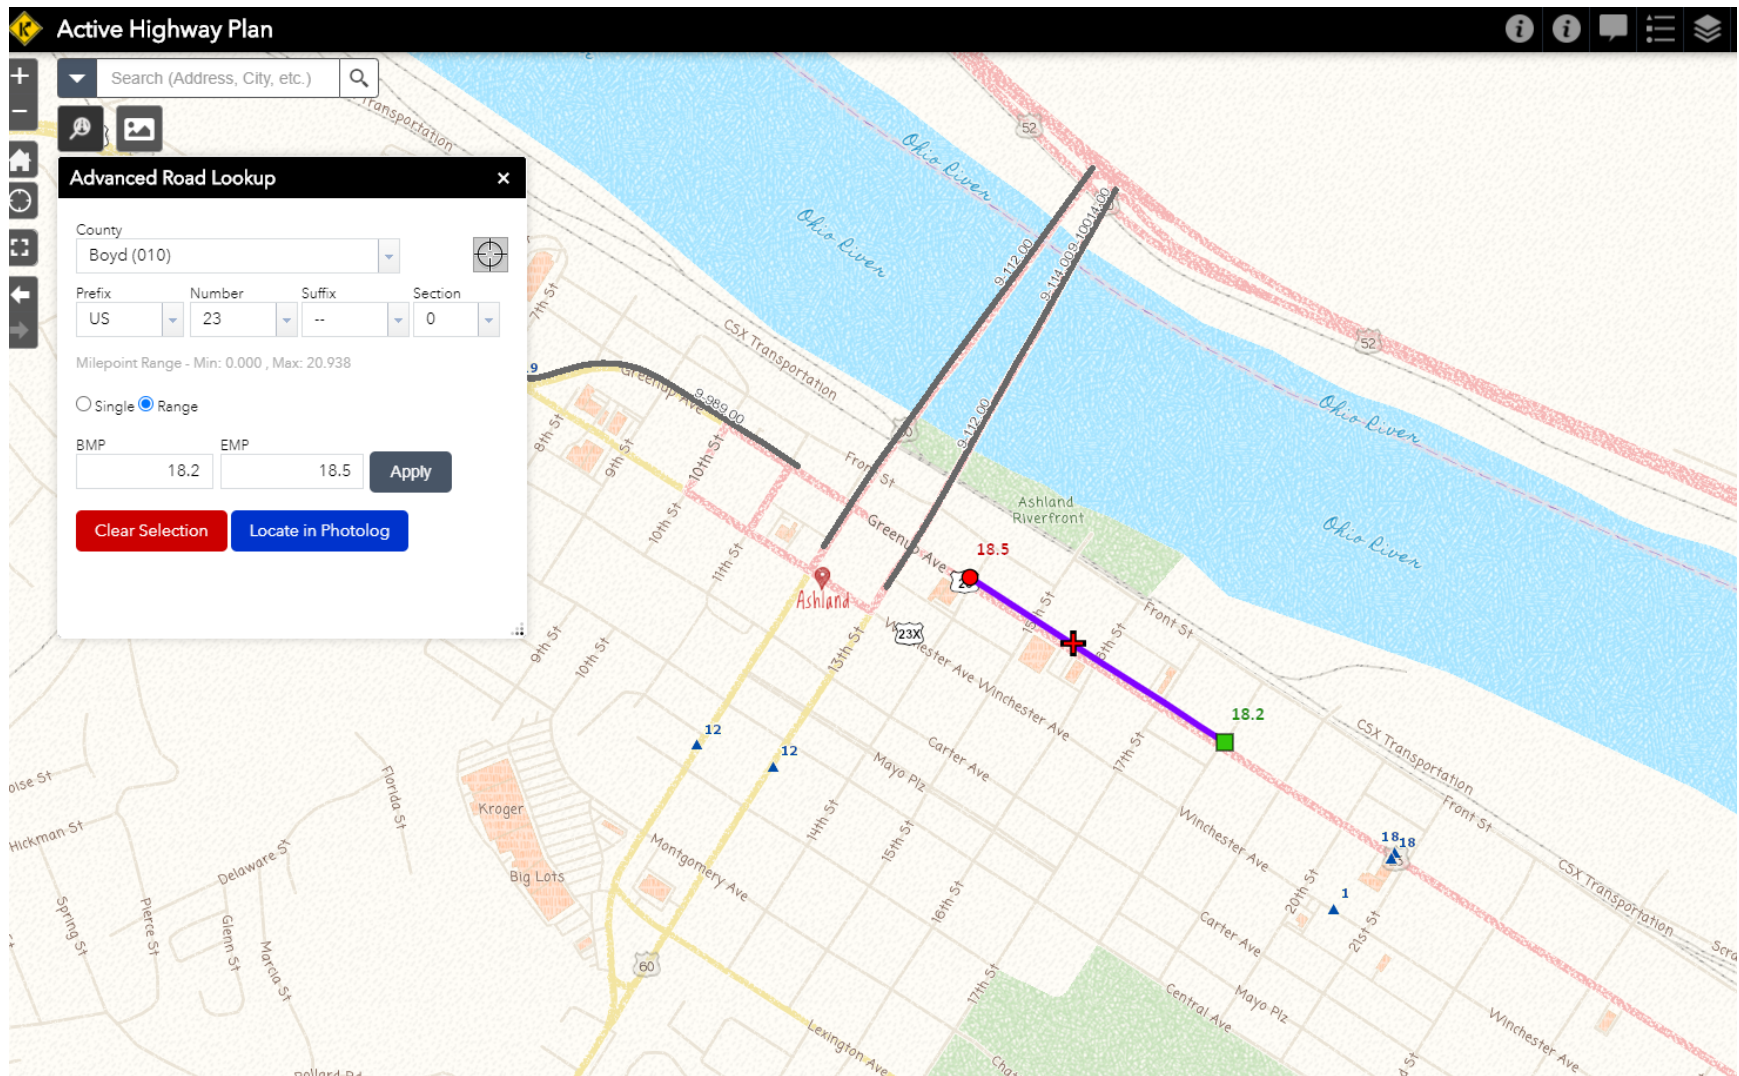 Active Highway Plan
Search (Address, City, etc.)
Transportation
Advanced Road Lookup
County
Boyd (010)
Prefix Number Suffix Section
US 23 -- 0
Milepoint Range - Min: 0.000 , Max: 20.938
Single Range
BMP EMP
18.2 18.5 Apply
Clear Selection Locate in Photolog
Ohio River
Ohio River
Ohio River
Ohio River
52
52
7th St
CSX Transportation
.9
Greenup Ave
9-989.00
9-112.00
9-114.00
9-10014.00
9-112.00
8th St
9th St
10th St
Front St
Ashland
Riverfront
10th St
Greenup Ave
11th St
18.5
Ashland
15th St
Front St
9th St
10th St
23X
13th St
Winchester Ave
Winchester Ave
18.2
12
12
Carter Ave
17th St
CSX Transportation
Mayo Plz
Florida St
Kroger
Hickman St
14th St
15th St
Winchester Ave
Front St
18
18
Delaware St
Montgomery Ave
Big Lots
CSX Transportation
Spring St
Pierce St
Glenn St
Marcia St
16th St
20th St
1
21st St
Carter Ave
60
17th St
Central Ave
Mayo Plz
Winchester Ave
Lexington Ave